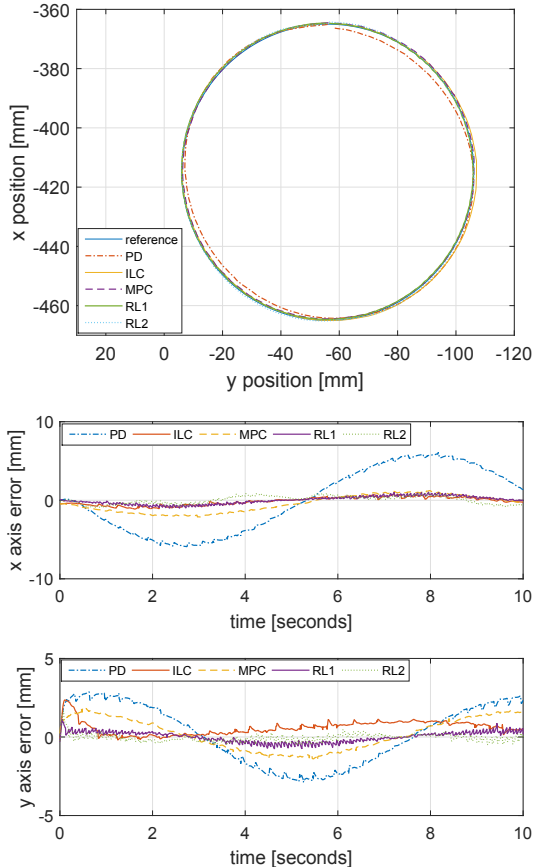 -360
-380
-400
-420
-440
-460
x position [mm]
reference
PD
ILC
MPC
RL1
RL2
20 0 -20 -40 -60 -80 -100 -120
y position [mm]
10
0
-10
x axis error [mm]
PD ILC MPC RL1 RL2
0 2 4 6 8 10
time [seconds]
5
0
-5
y axis error [mm]
PD ILC MPC RL1 RL2
0 2 4 6 8 10
time [seconds]